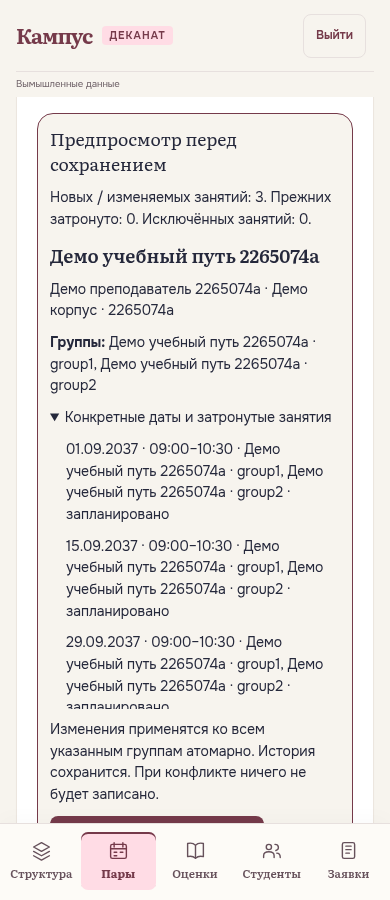 Кампус ДЕКАНАТ Выйти
Вымышленные данные
Предпросмотр перед
сохранением
Новых / изменяемых занятий: 3. Прежних
затронуто: 0. Исключённых занятий: 0.
Демо учебный путь 2265074a
Демо преподаватель 2265074a · Демо
корпус · 2265074a
Группы: Демо учебный путь 2265074a ·
group1, Демо учебный путь 2265074a ·
group2
▼ Конкретные даты и затронутые занятия
01.09.2037 · 09:00–10:30 · Демо
учебный путь 2265074a · group1, Демо
учебный путь 2265074a · group2 ·
запланировано
15.09.2037 · 09:00–10:30 · Демо
учебный путь 2265074a · group1, Демо
учебный путь 2265074a · group2 ·
запланировано
29.09.2037 · 09:00–10:30 · Демо
учебный путь 2265074a · group1, Демо
учебный путь 2265074a · group2 ·
запланировано
Изменения применятся ко всем
указанным группам атомарно. История
сохранится. При конфликте ничего не
будет записано.
Структура Пары Оценки Студенты Заявки